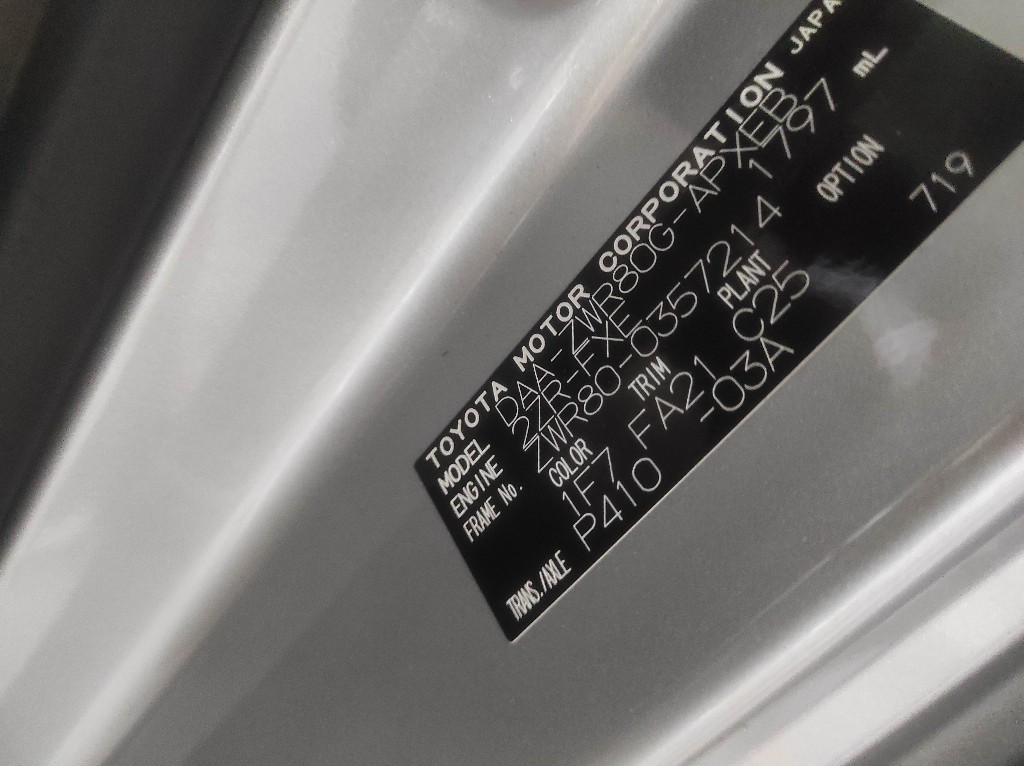 TOYOTA MOTOR CORPORATION JAPA
MODEL DAA-ZWR80G-APXEB
ENGINE 2ZR-FXE 1797 mL
FRAME No. ZWR80-0357214
COLOR TRIM PLANT OPTION
1F7 FA21 C25 719
TRANS./AXLE P410 -03A